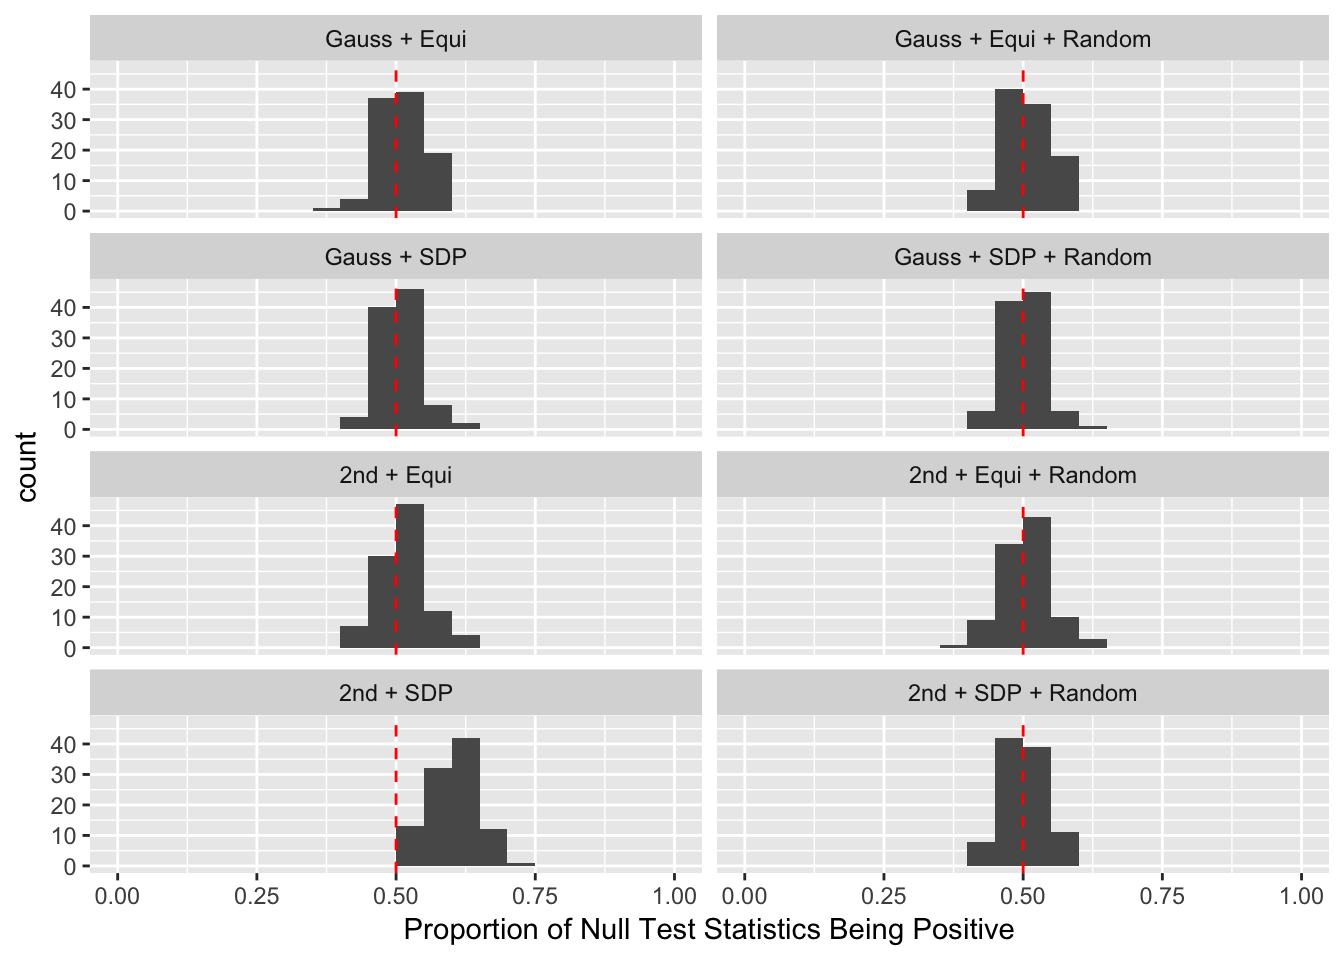 Gauss + Equi
Gauss + Equi + Random
40
30
20
10
0
Gauss + SDP
Gauss + SDP + Random
40
30
20
10
0
2nd + Equi
2nd + Equi + Random
40
30
20
10
0
2nd + SDP
2nd + SDP + Random
40
30
20
10
0
count
0.00 0.25 0.50 0.75 1.00
0.00 0.25 0.50 0.75 1.00
Proportion of Null Test Statistics Being Positive